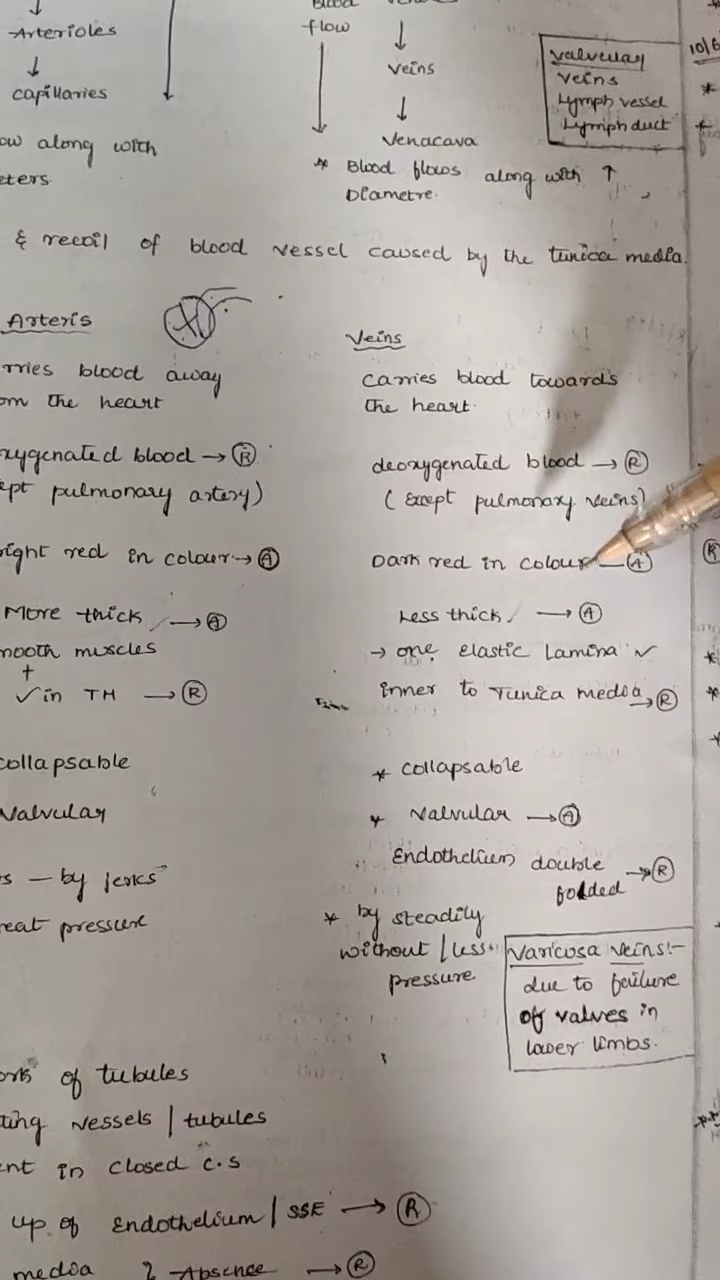 Arterioles
capillaries
Blood
flow
veins
Venacava
valvular
veins
Lymph vessel
Lymph duct
10/6
ow along with
eters.
* Blood flows along with ↑
Diametre.
& recoil of blood vessel caused by the tunica media.
Arteris
rries blood away
om the heart
xygenated blood → (R)
ept pulmonary artery)
right red in colour → (A)
More thick → (A)
mooth muscles
+
✓ in TM → (R)
collapsable
Valvular
s — by jerks
reat pressure
Veins
carries blood towards
the heart.
deoxygenated blood → (R)
( Except pulmonary veins)
Dark red in colour — (A)
Less thick → (A)
→ one Elastic Lamina ✓
inner to Tunica media → (R)
* collapsable
* Valvular → (A)
Endothelium double → (R)
folded
* by steadily
without / less
pressure
Varicosa veins:-
due to failure
of valves in
lower limbs.
of tubules
ting vessels / tubules
ent in closed c.s
up of Endothelium / SSE → (R)
media & Absence → (R)